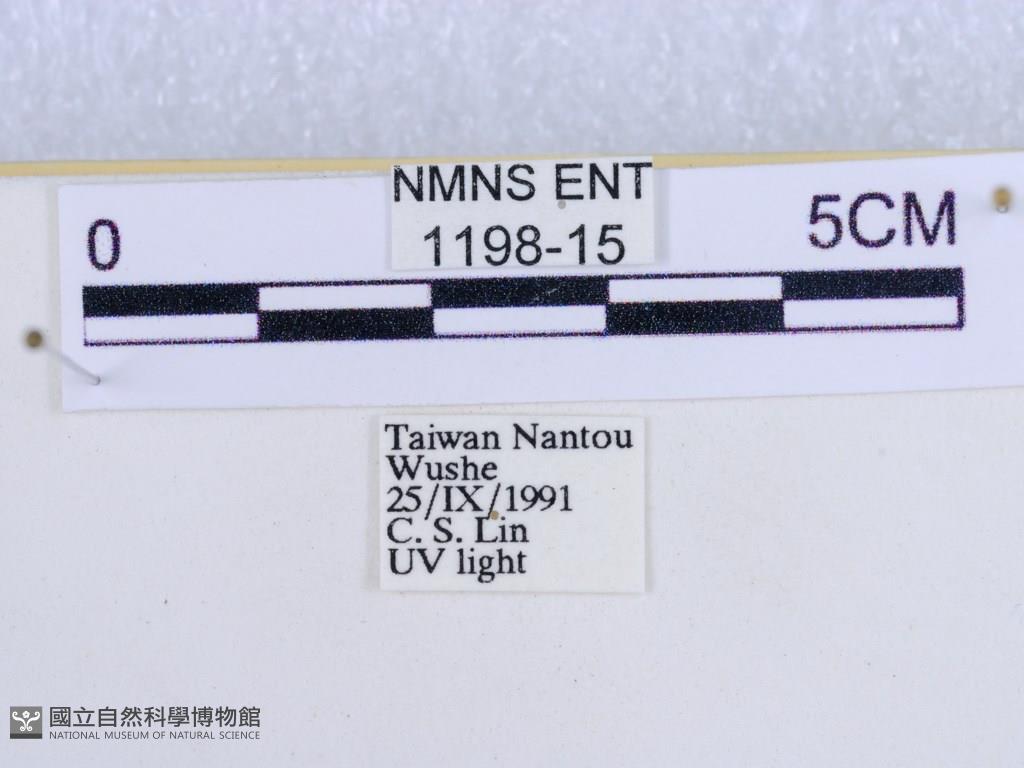 NMNS ENT
1198-15
0
5CM
Taiwan Nantou
Wushe
25/IX/1991
C. S. Lin
UV light
國立自然科學博物館
NATIONAL MUSEUM OF NATURAL SCIENCE